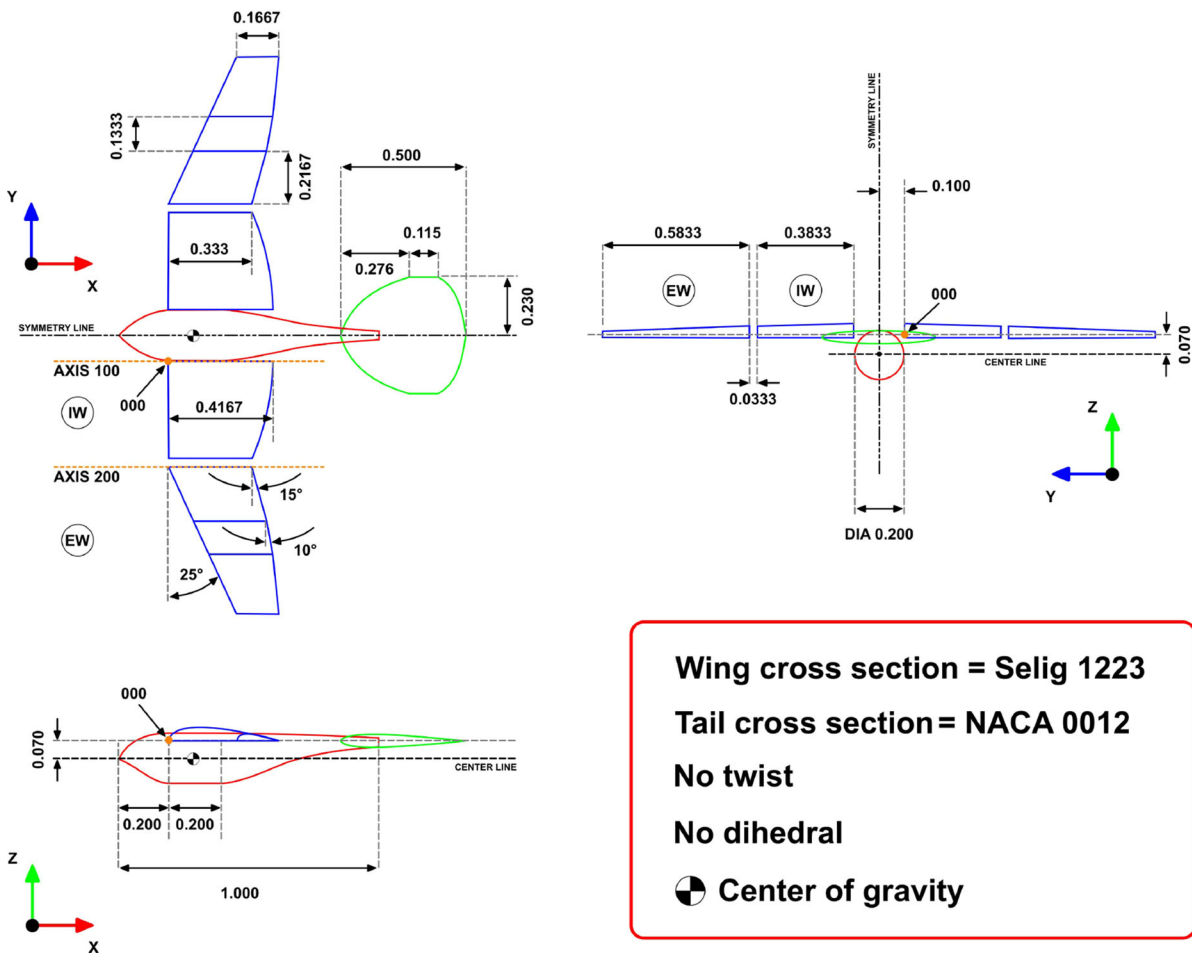 0.1667
0.1333
0.2167
0.500
0.115
0.276
0.230
0.333
Y
X
SYMMETRY LINE
AXIS 100
000
IW
0.4167
AXIS 200
15°
EW
10°
25°
SYMMETRY LINE
0.100
0.5833
0.3833
EW
IW
000
0.070
CENTER LINE
0.0333
Z
Y
DIA 0.200
000
0.070
CENTER LINE
0.200
0.200
1.000
Z
X
Wing cross section = Selig 1223
Tail cross section = NACA 0012
No twist
No dihedral
Center of gravity